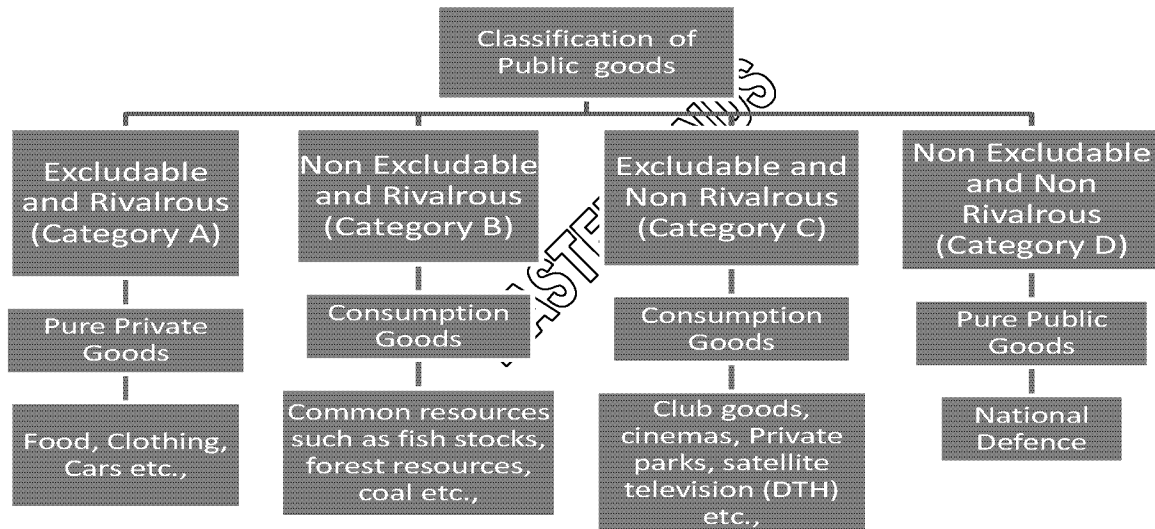 Classification of
Public goods
Excludable
and Rivalrous
(Category A)
Non Excludable
and Rivalrous
(Category B)
Excludable and
Non Rivalrous
(Category C)
Non Excludable
and Non
Rivalrous
(Category D)
Pure Private
Goods
Consumption
Goods
Consumption
Goods
Pure Public
Goods
Food, Clothing,
Cars etc.,
Common resources
such as fish stocks,
forest resources,
coal etc.,
Club goods,
cinemas, Private
parks, satellite
television (DTH)
etc.,
National
Defence